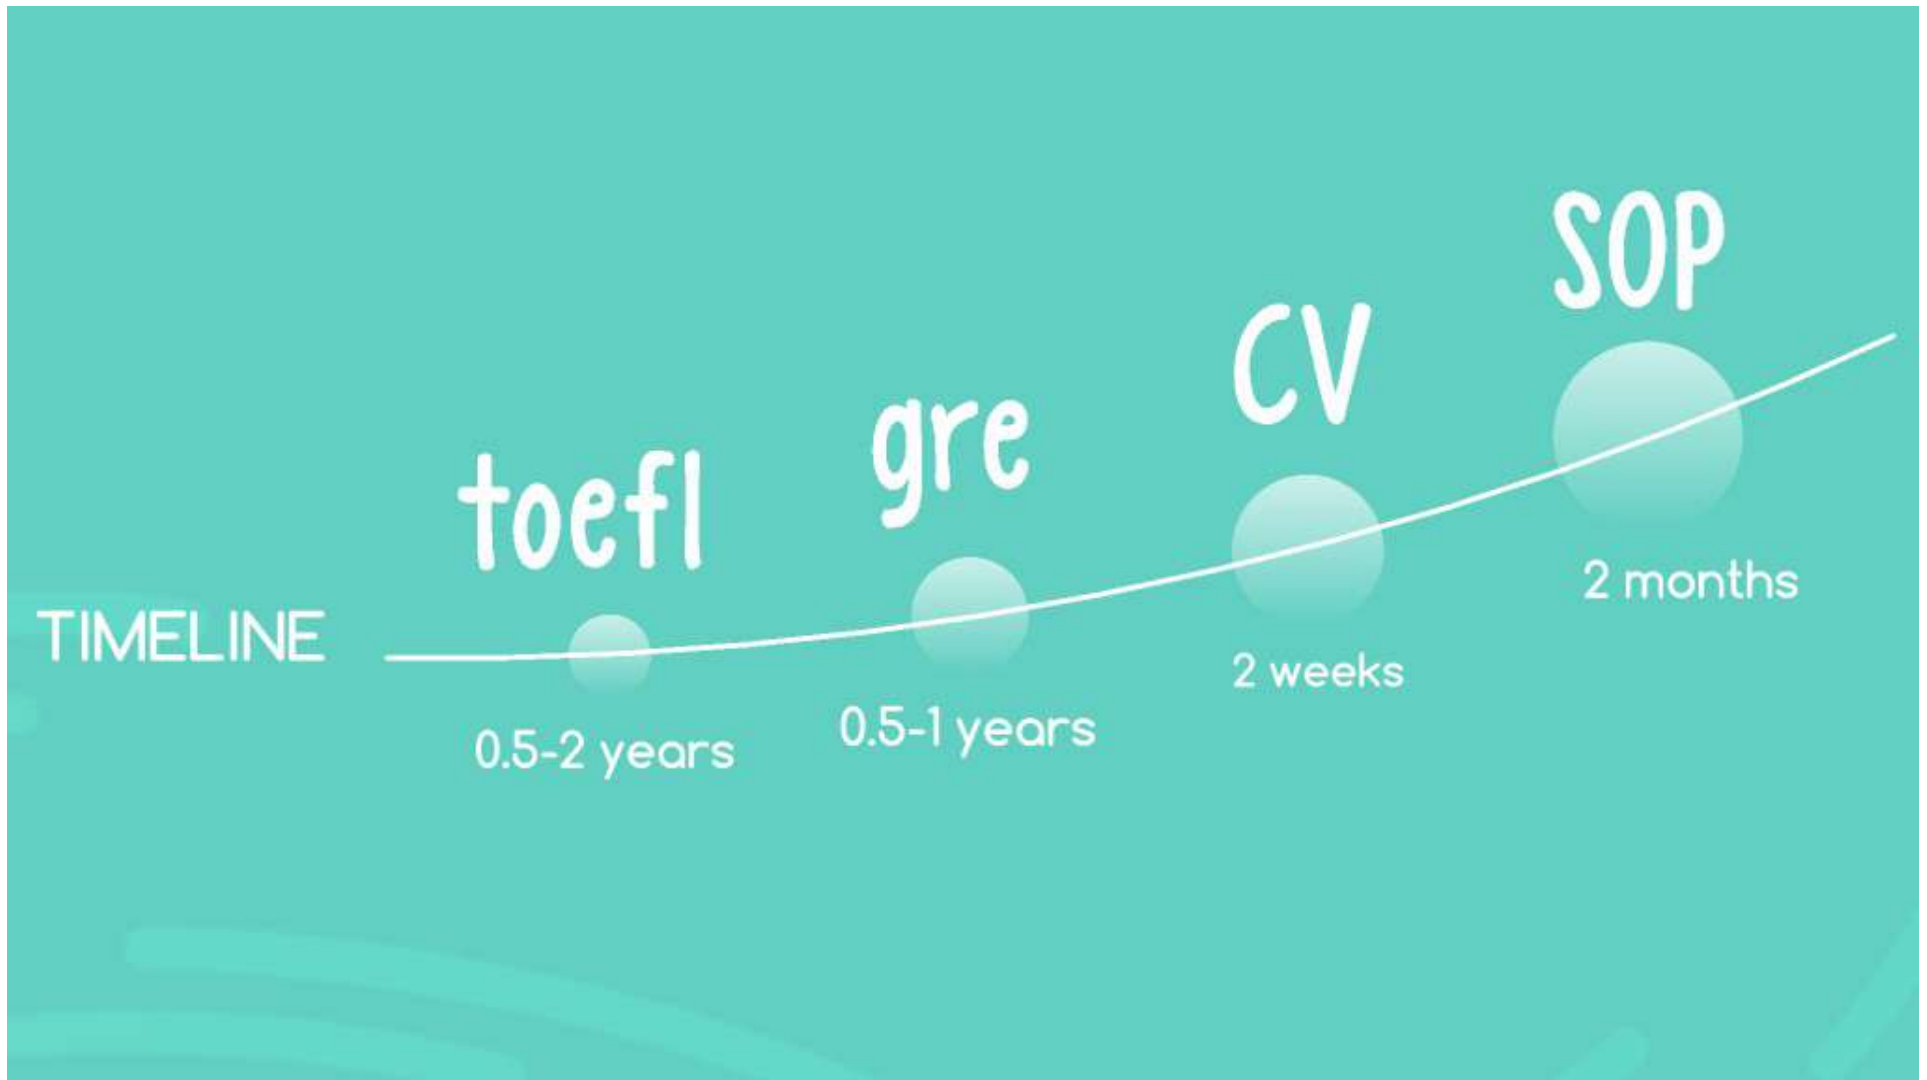 TIMELINE
toefl
0.5-2 years
gre
0.5-1 years
CV
2 weeks
SOP
2 months